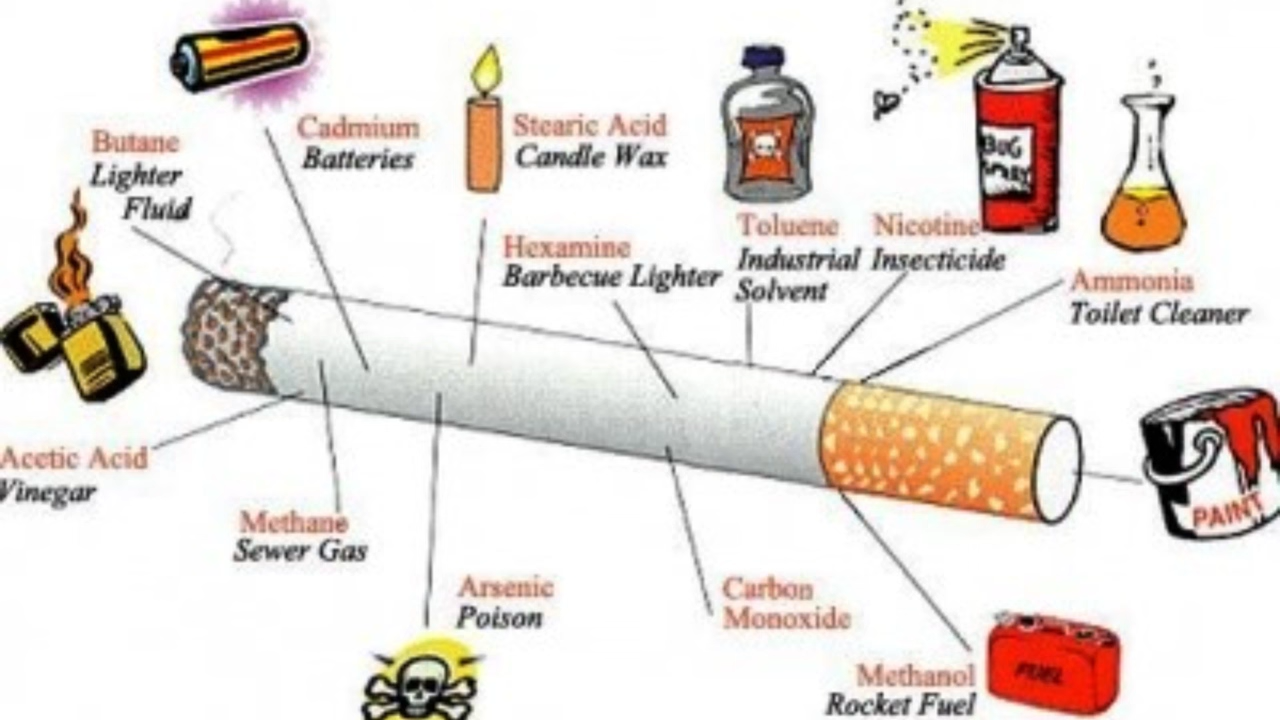 Cadmium
Batteries
Butane
Lighter
Fluid
Stearic Acid
Candle Wax
Hexamine
Barbecue Lighter
Toluene
Industrial
Solvent
BUG
SPRAY
Nicotine
Insecticide
Ammonia
Toilet Cleaner
Acetic Acid
Vinegar
Methane
Sewer Gas
Arsenic
Poison
Carbon
Monoxide
PAINT
Methanol
Rocket Fuel
FUEL